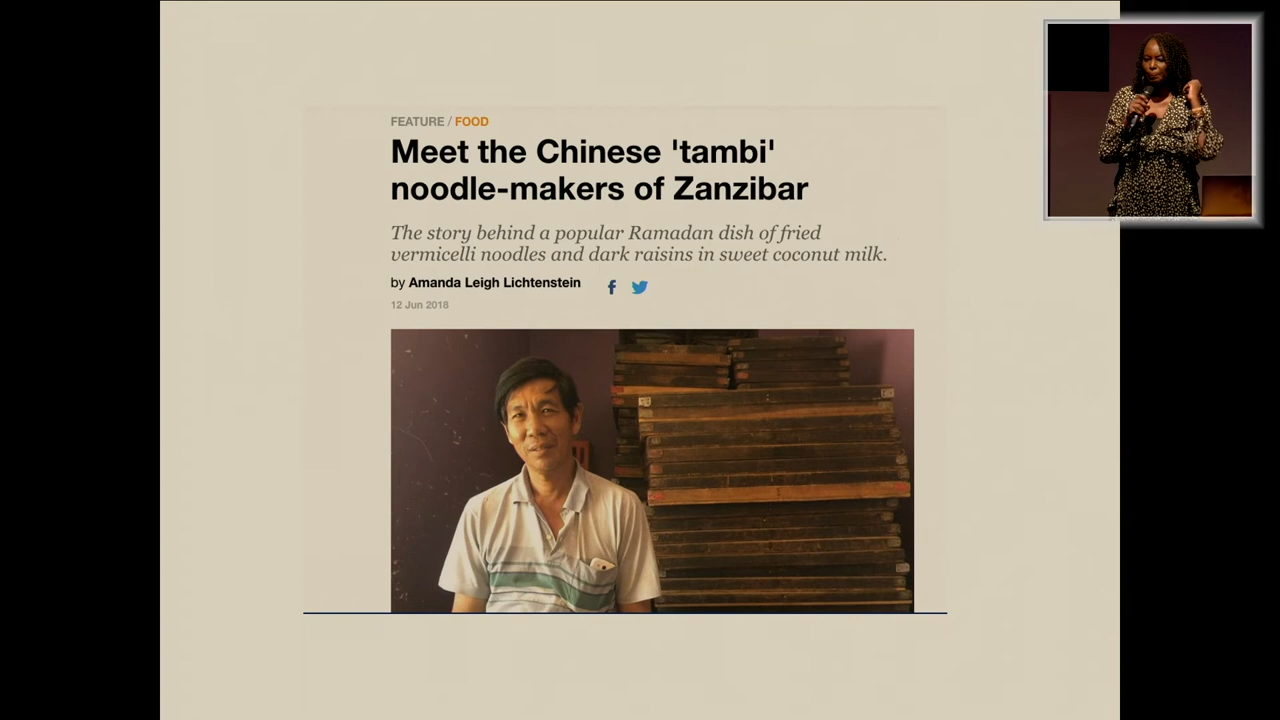 FEATURE / FOOD
Meet the Chinese 'tambi'
noodle-makers of Zanzibar
The story behind a popular Ramadan dish of fried
vermicelli noodles and dark raisins in sweet coconut milk.
by Amanda Leigh Lichtenstein
12 Jun 2018